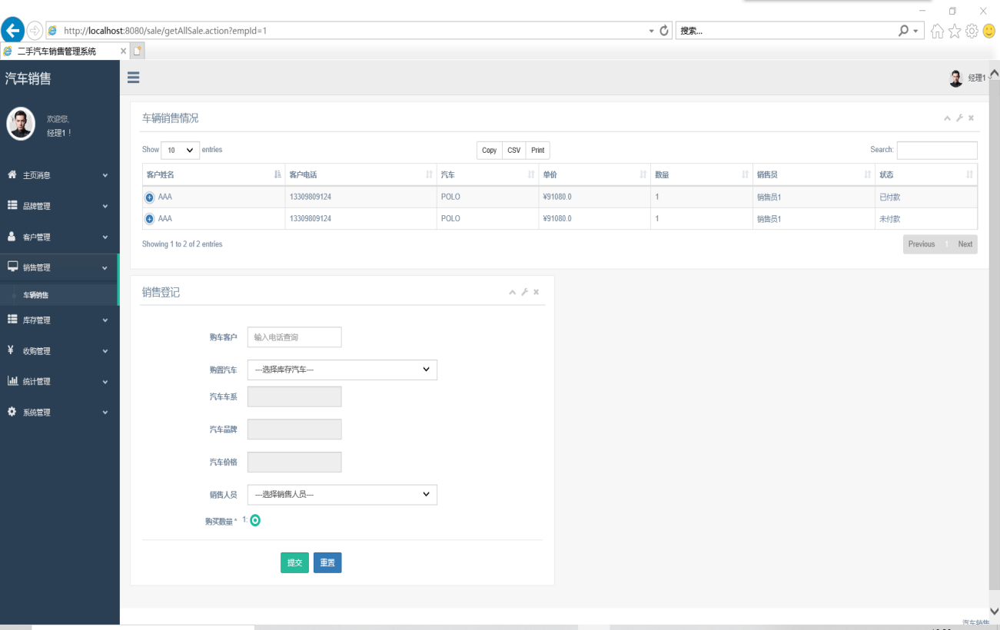 http://localhost:8080/sale/getAllSale.action?empId=1
搜索...
二手汽车销售管理系统
汽车销售
经理1
欢迎您,
经理1！
主页消息
品牌管理
客户管理
销售管理
车辆销售
库存管理
收购管理
统计管理
系统管理
车辆销售情况
Show 10 entries Copy CSV Print Search:
客户姓名 客户电话 汽车 单价 数量 销售员 状态
AAA 13309809124 POLO ¥91080.0 1 销售员1 已付款
AAA 13309809124 POLO ¥91080.0 1 销售员1 未付款
Showing 1 to 2 of 2 entries Previous 1 Next
销售登记
购车客户 输入电话查询
购置汽车 ---选择库存汽车---
汽车车系
汽车品牌
汽车价格
销售人员 ---选择销售人员---
购买数量 * 1:
提交 重置
汽车销售